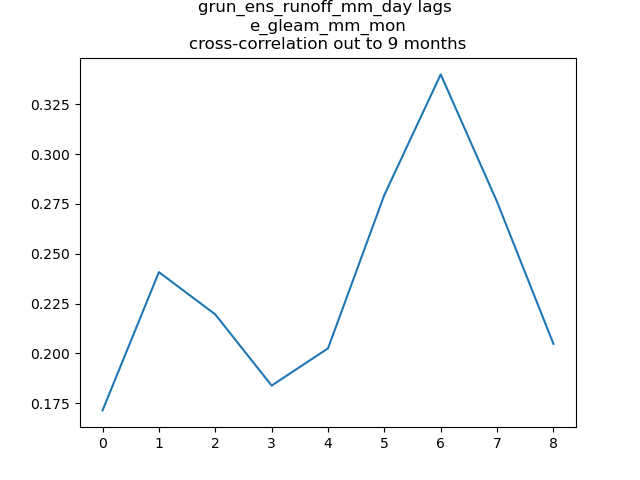 grun_ens_runoff_mm_day lags
e_gleam_mm_mon
cross-correlation out to 9 months
0.325
0.300
0.275
0.250
0.225
0.200
0.175
0 1 2 3 4 5 6 7 8